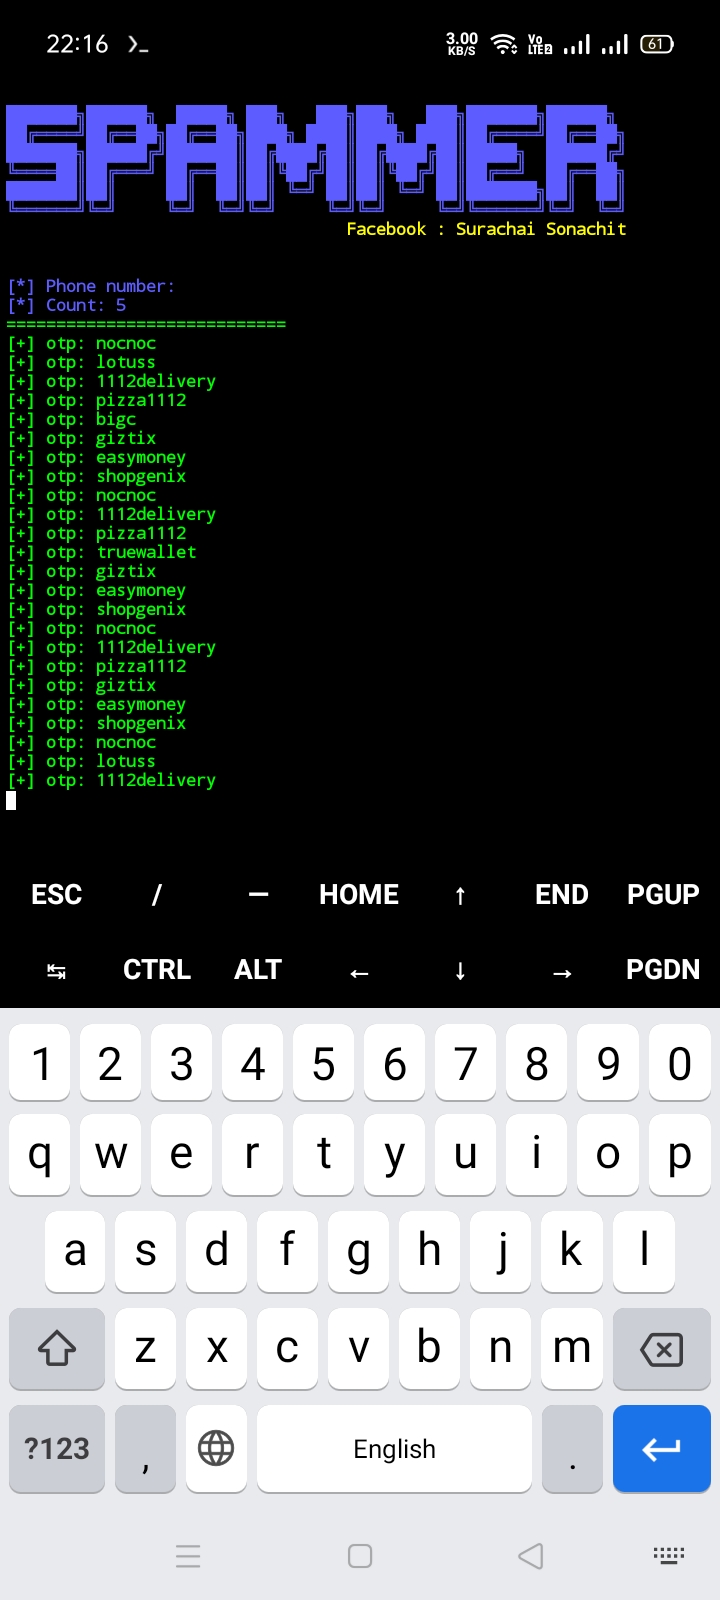 22:16
3.00 KB/S
Vo LTE2
61
SPAMMER
Facebook : Surachai Sonachit
[*] Phone number:
[*] Count: 5
============================
[+] otp: nocnoc
[+] otp: lotuss
[+] otp: 1112delivery
[+] otp: pizza1112
[+] otp: bigc
[+] otp: giztix
[+] otp: easymoney
[+] otp: shopgenix
[+] otp: nocnoc
[+] otp: 1112delivery
[+] otp: pizza1112
[+] otp: truewallet
[+] otp: giztix
[+] otp: easymoney
[+] otp: shopgenix
[+] otp: nocnoc
[+] otp: 1112delivery
[+] otp: pizza1112
[+] otp: giztix
[+] otp: easymoney
[+] otp: shopgenix
[+] otp: nocnoc
[+] otp: lotuss
[+] otp: 1112delivery
ESC / — HOME ↑ END PGUP
↹ CTRL ALT ← ↓ → PGDN
1 2 3 4 5 6 7 8 9 0
q w e r t y u i o p
a s d f g h j k l
z x c v b n m
?123 , English .